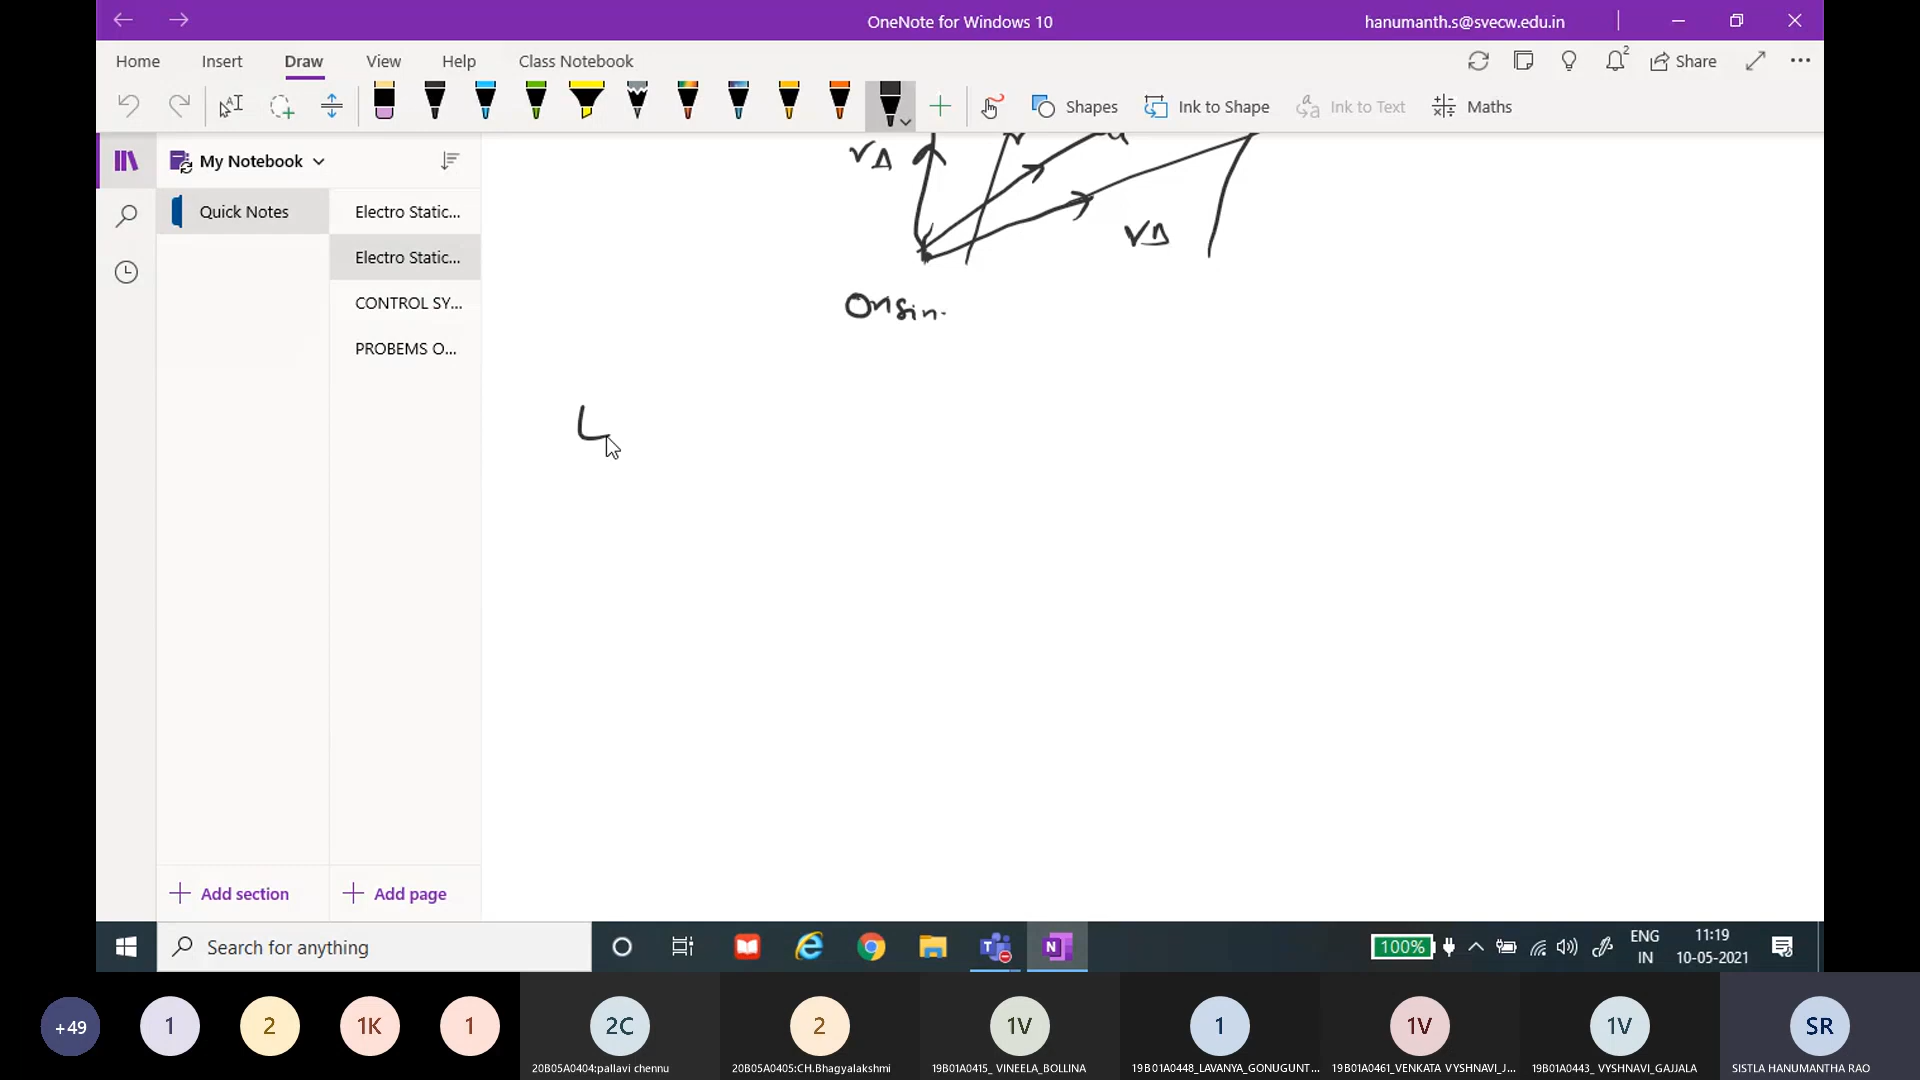 OneNote for Windows 10
hanumanth.s@svecw.edu.in
Home Insert Draw View Help Class Notebook
2
Share
Shapes
Ink to Shape
Ink to Text
Maths
My Notebook
Quick Notes
Electro Static...
Electro Static...
CONTROL SY...
PROBEMS O...
Add section
Add page
Search for anything
100%
ENG
IN
11:19
10-05-2021
+49
1
2
1K
1
2C
2
1V
1
1V
1V
SR
20B05A0404:pallavi chennu
20B05A0405:CH.Bhagyalakshmi
19B01A0415_ VINEELA_BOLLINA
19B01A0448_LAVANYA_GONUGUNT...
19B01A0461_VENKATA VYSHNAVI_J...
19B01A0443_ VYSHNAVI_GAJJALA
SISTLA HANUMANTHA RAO